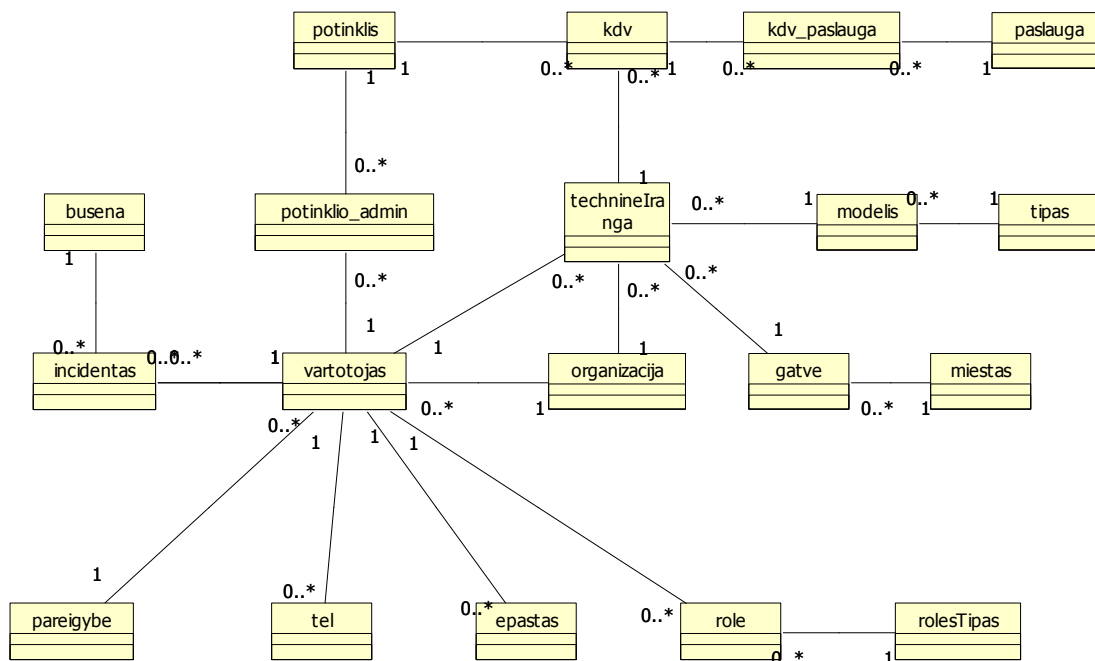 potinklis
kdv
kdv_paslauga
paslauga
1
1
0..*
0..*
1
0..*
0..*
1
0..*
1
busena
potinklio_admin
technineIra
nga
0..*
1
modelis
0..*
1
tipas
1
0..*
0..*
0..*
0..*
1
1
1
1
0..*
0..*
0..*
1
incidentas
vartotojas
organizacija
gatve
miestas
0..*
1
0..*
1
0..*
1
1
1
1
0..*
0..*
0..*
pareigybe
tel
epastas
role
rolesTipas
0..*
1